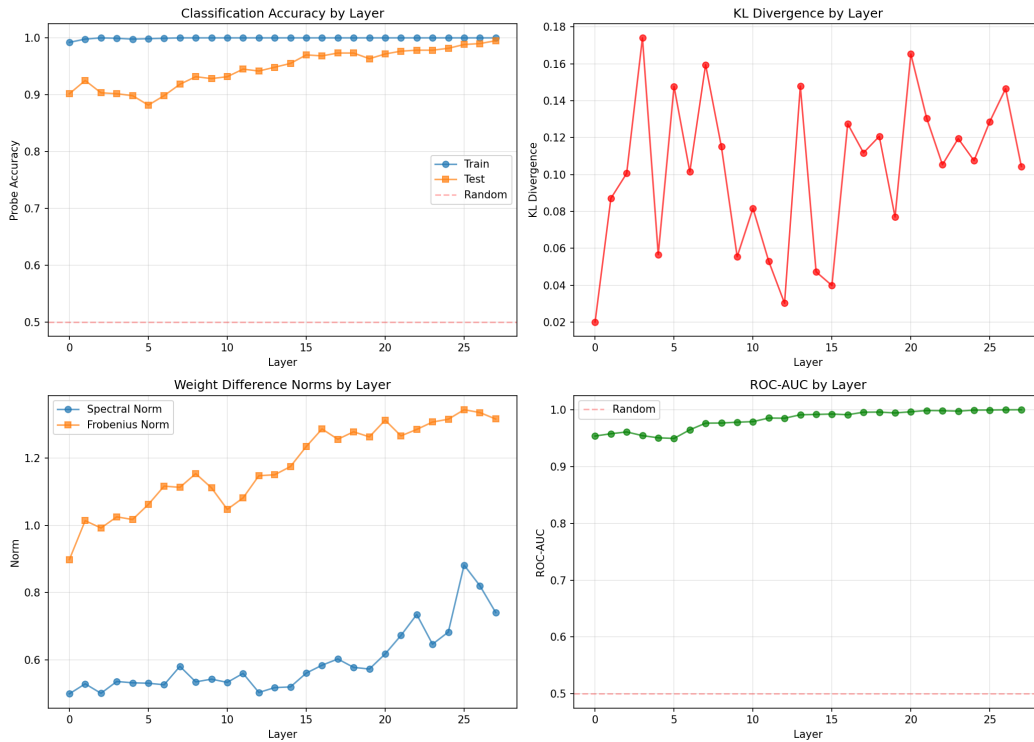 Classification Accuracy by Layer
1.0
0.9
0.8
0.7
0.6
0.5
Probe Accuracy
Train
Test
Random
0 5 10 15 20 25
Layer
KL Divergence by Layer
0.18
0.16
0.14
0.12
0.10
0.08
0.06
0.04
0.02
KL Divergence
0 5 10 15 20 25
Layer
Weight Difference Norms by Layer
Spectral Norm
Frobenius Norm
1.2
1.0
0.8
0.6
Norm
0 5 10 15 20 25
Layer
ROC-AUC by Layer
Random
1.0
0.9
0.8
0.7
0.6
0.5
ROC-AUC
0 5 10 15 20 25
Layer